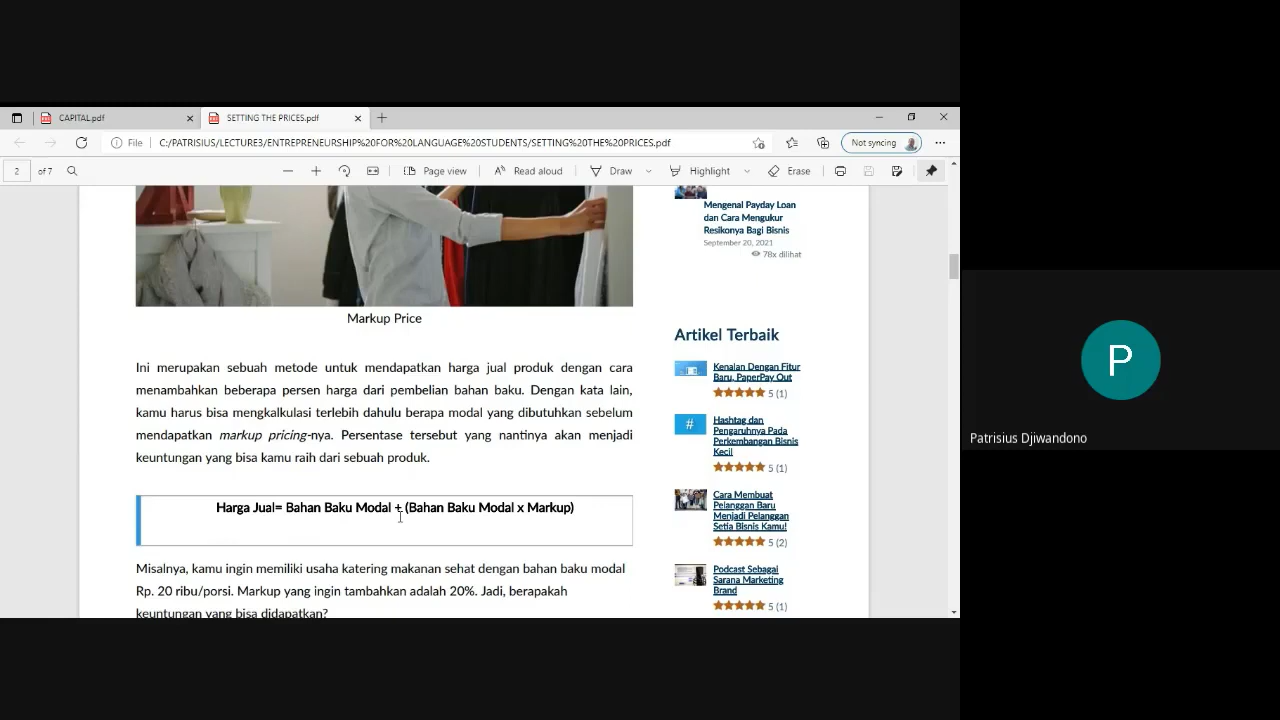 CAPITAL.pdf
SETTING THE PRICES.pdf
File
C:/PATRISIUS/LECTURE3/ENTREPRENEURSHIP%20FOR%20LANGUAGE%20STUDENTS/SETTING%20THE%20PRICES.pdf
Not syncing
2 of 7
Page view
Read aloud
Draw
Highlight
Erase
Markup Price
Ini merupakan sebuah metode untuk mendapatkan harga jual produk dengan cara
menambahkan beberapa persen harga dari pembelian bahan baku. Dengan kata lain,
kamu harus bisa mengkalkulasi terlebih dahulu berapa modal yang dibutuhkan sebelum
mendapatkan markup pricing-nya. Persentase tersebut yang nantinya akan menjadi
keuntungan yang bisa kamu raih dari sebuah produk.
Harga Jual= Bahan Baku Modal + (Bahan Baku Modal x Markup)
Misalnya, kamu ingin memiliki usaha katering makanan sehat dengan bahan baku modal
Rp. 20 ribu/porsi. Markup yang ingin tambahkan adalah 20%. Jadi, berapakah
keuntungan yang bisa didapatkan?
Mengenal Payday Loan
dan Cara Mengukur
Resikonya Bagi Bisnis
September 20, 2021
78x dilihat
Artikel Terbaik
Kenalan Dengan Fitur
Baru, PaperPay Out
5 (1)
#
Hashtag dan
Pengaruhnya Pada
Perkembangan Bisnis
Kecil
5 (1)
Cara Membuat
Pelanggan Baru
Menjadi Pelanggan
Setia Bisnis Kamu!
5 (2)
Podcast Sebagai
Sarana Marketing
Brand
5 (1)
P
Patrisius Djiwandono